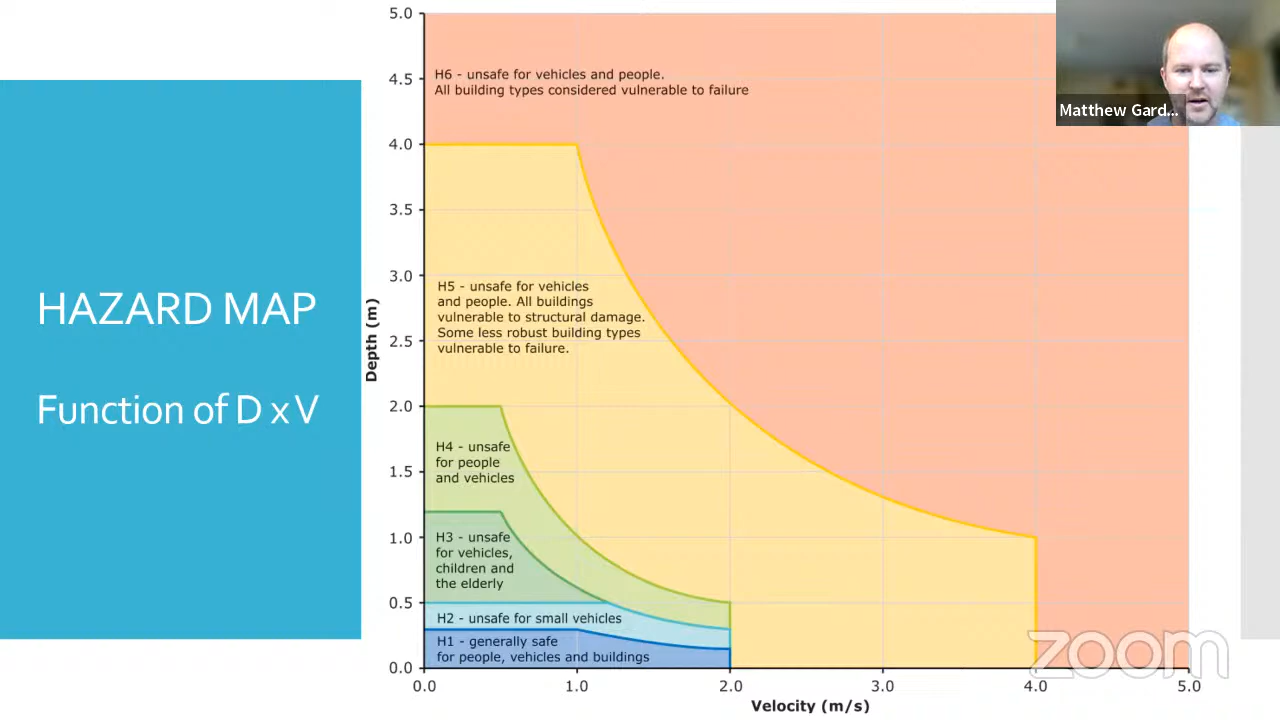 HAZARD MAP
Function of D x V
Depth (m)
5.0
4.5
4.0
3.5
3.0
2.5
2.0
1.5
1.0
0.5
0.0
H6 - unsafe for vehicles and people.
All building types considered vulnerable to failure
H5 - unsafe for vehicles
and people. All buildings
vulnerable to structural damage.
Some less robust building types
vulnerable to failure.
H4 - unsafe
for people
and vehicles
H3 - unsafe
for vehicles,
children and
the elderly
H2 - unsafe for small vehicles
H1 - generally safe
for people, vehicles and buildings
0.0 1.0 2.0 3.0 4.0 5.0
Velocity (m/s)
Matthew Gard...
zoom